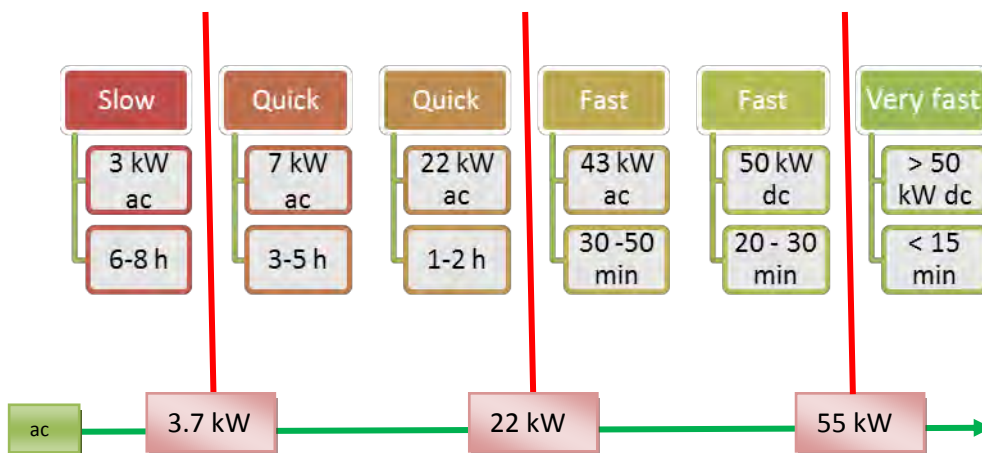 Slow
Quick
Quick
Fast
Fast
Very fast
3 kW
ac
7 kW
ac
22 kW
ac
43 kW
ac
50 kW
dc
> 50
kW dc
6-8 h
3-5 h
1-2 h
30 -50
min
20 - 30
min
< 15
min
ac
3.7 kW
22 kW
55 kW